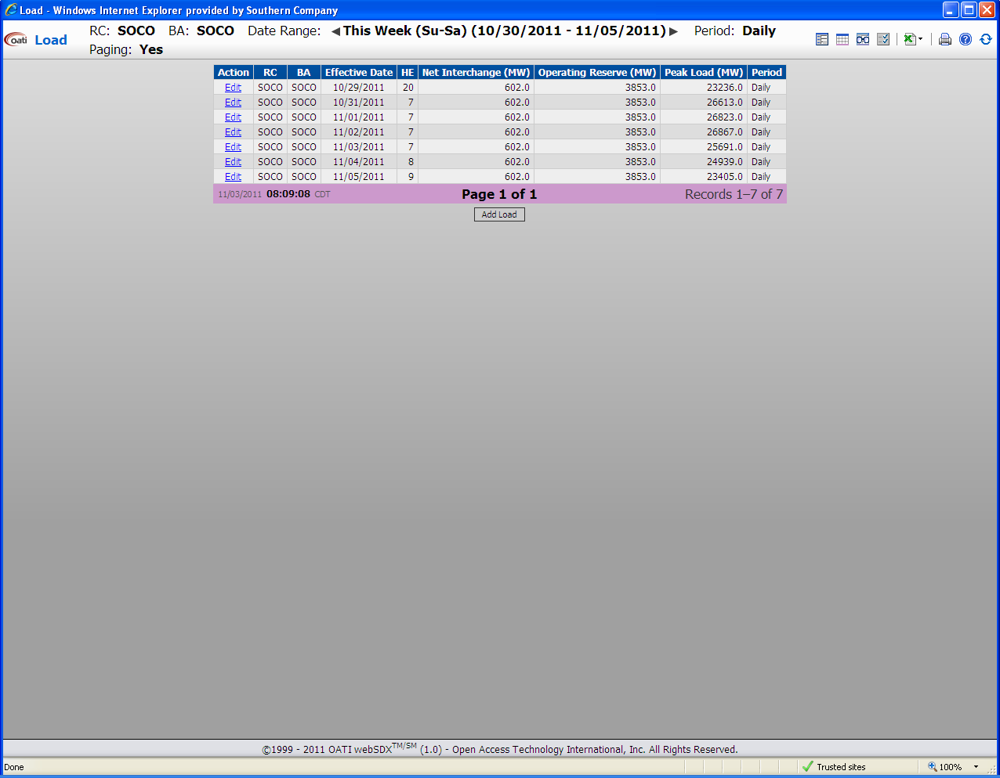 Load - Windows Internet Explorer provided by Southern Company
oati Load RC: SOCO BA: SOCO Date Range: ◄This Week (Su-Sa) (10/30/2011 - 11/05/2011)► Period: Daily
Paging: Yes
Action RC BA Effective Date HE Net Interchange (MW) Operating Reserve (MW) Peak Load (MW) Period
Edit SOCO SOCO 10/29/2011 20 602.0 3853.0 23236.0 Daily
Edit SOCO SOCO 10/31/2011 7 602.0 3853.0 26613.0 Daily
Edit SOCO SOCO 11/01/2011 7 602.0 3853.0 26823.0 Daily
Edit SOCO SOCO 11/02/2011 7 602.0 3853.0 26867.0 Daily
Edit SOCO SOCO 11/03/2011 7 602.0 3853.0 25691.0 Daily
Edit SOCO SOCO 11/04/2011 8 602.0 3853.0 24939.0 Daily
Edit SOCO SOCO 11/05/2011 9 602.0 3853.0 23405.0 Daily
11/03/2011 08:09:08 CDT Page 1 of 1 Records 1–7 of 7
Add Load
©1999 - 2011 OATI webSDX™/SM (1.0) - Open Access Technology International, Inc. All Rights Reserved.
Done Trusted sites 100%